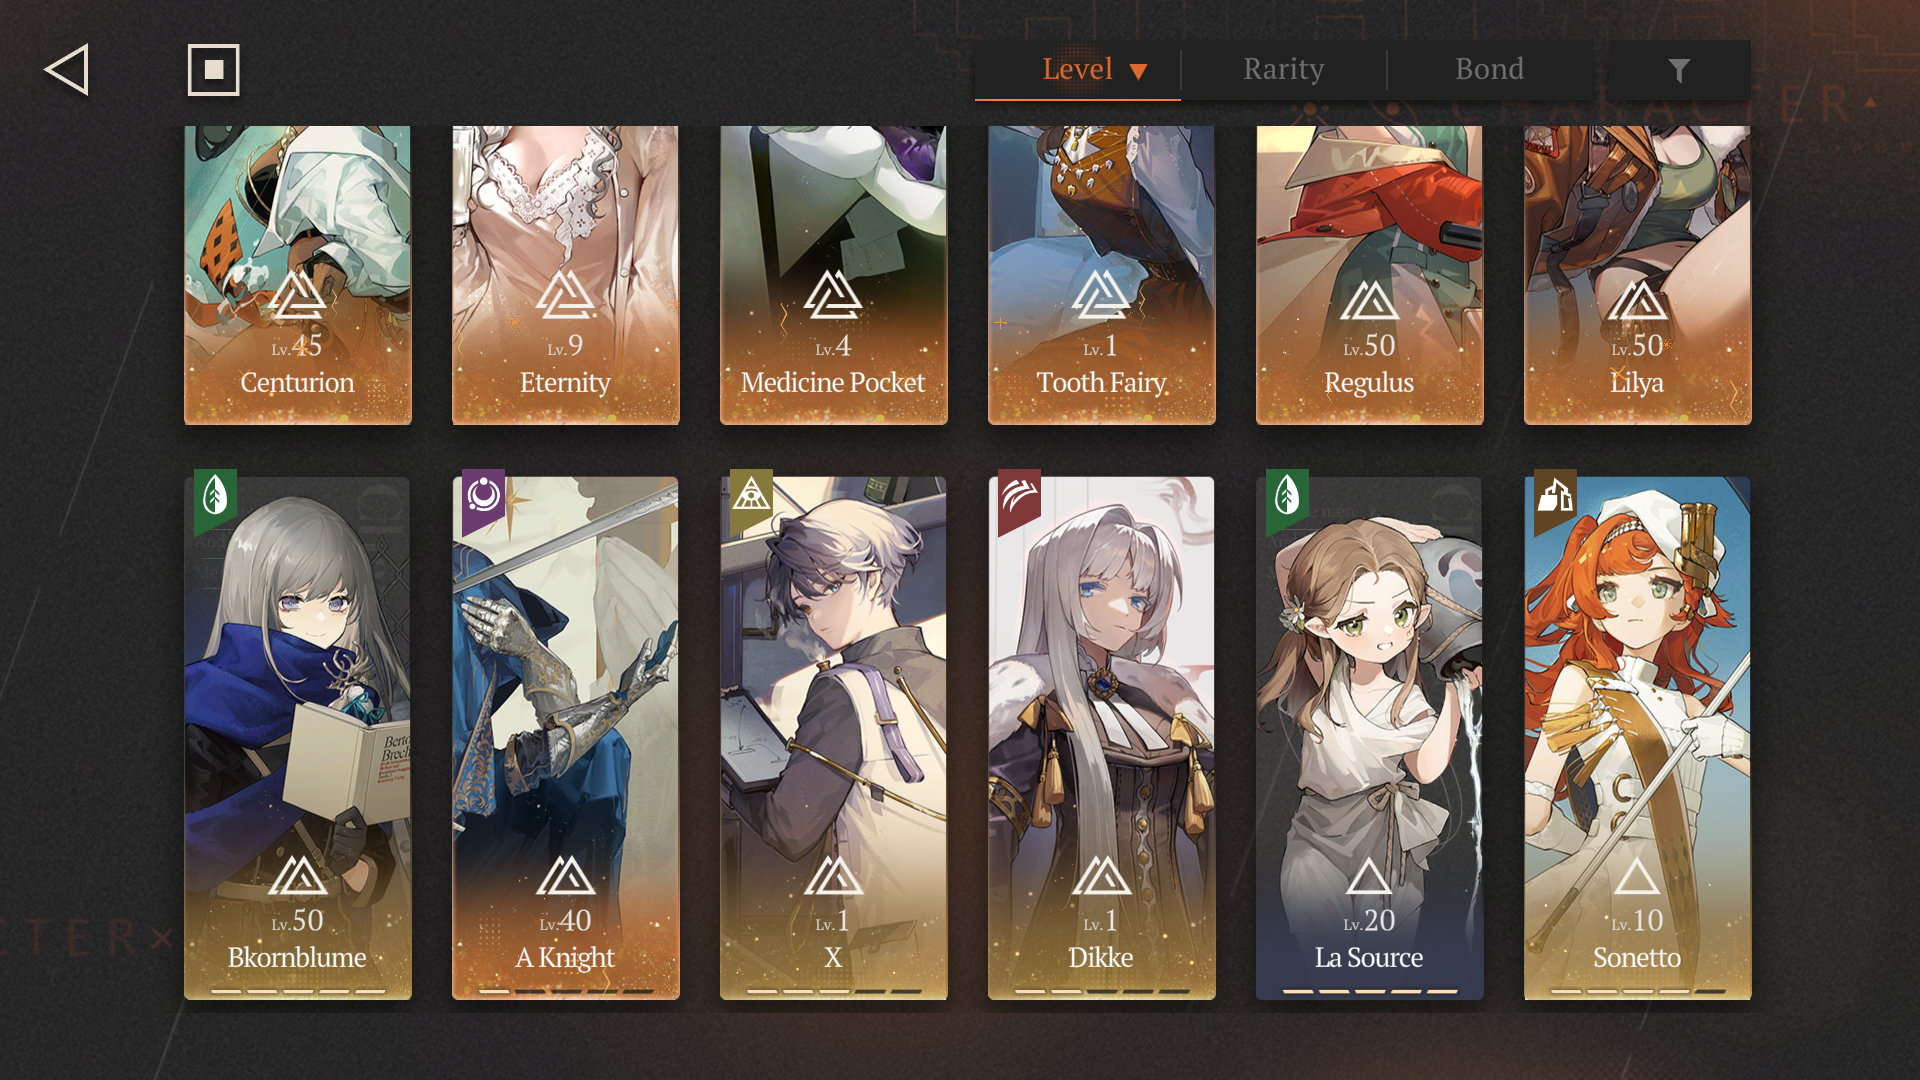 Level Rarity Bond
CHARACTER
Lv.45 Lv.9 Lv.4 Lv.1 Lv.50 Lv.50
Centurion Eternity Medicine Pocket Tooth Fairy Regulus Lilya
Lv.50 Lv.40 Lv.1 Lv.1 Lv.20 Lv.10
Bkornblume A Knight X Dikke La Source Sonetto
CTER